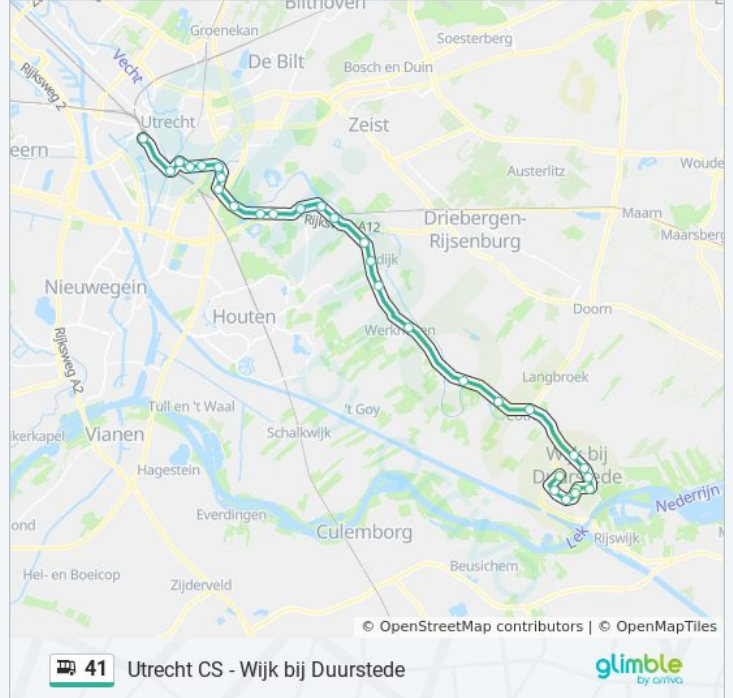 Bilthoven
Groenekan
Soesterberg
De Bilt
Vecht
Bosch en Duin
Rijksweg 2
Utrecht
Zeist
eern
Woude
Austerlitz
Driebergen-
Rijsenburg
Maarn
A12
Maarsberg
dijk
Nieuwegein
Houten
Doorn
Werkhoven
Rijksweg A2
Langbroek
Tull en 't Waal
't Goy
ikerkapel
Vianen
Schalkwijk
Wijk bij
Duurstede
Hagestein
Nederrijn
Everdingen
ond
Culemborg
Lek
Rijswijk
Beusichem
Hei- en Boeicop
Zijderveld
© OpenStreetMap contributors | © OpenMapTiles
41 Utrecht CS - Wijk bij Duurstede
glimble
by arriva